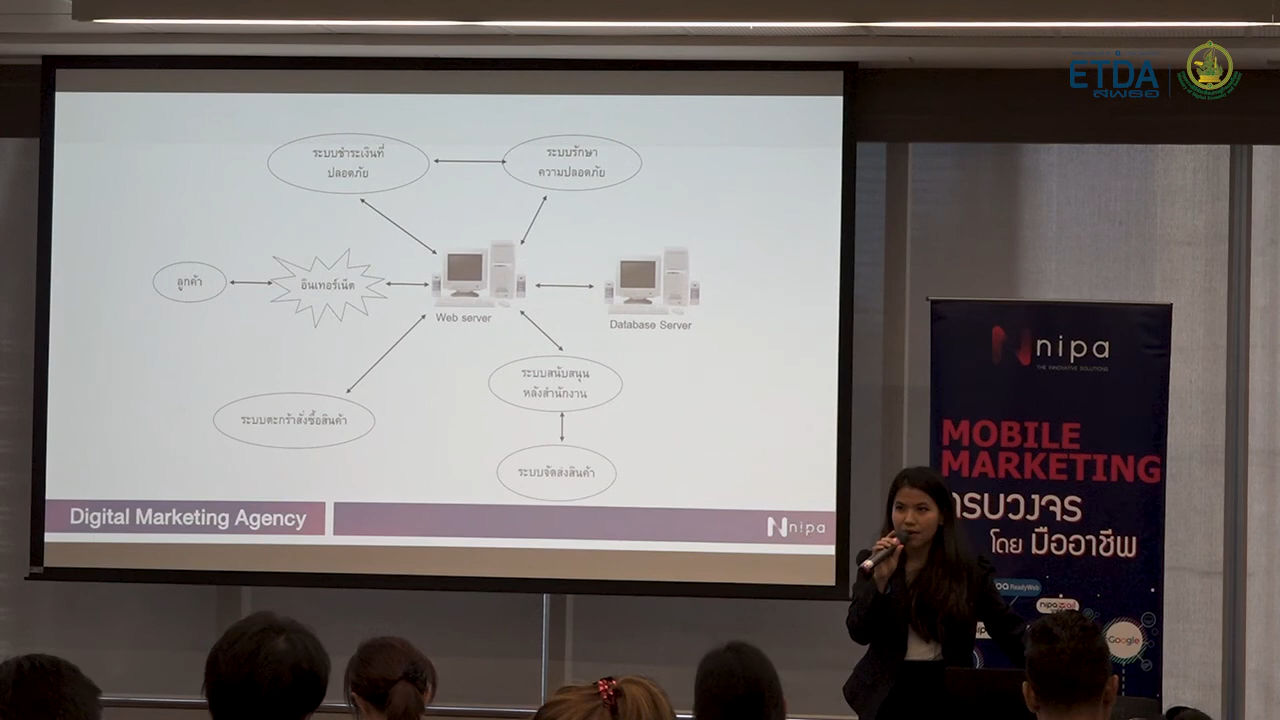 ETDA
สพธอ
ระบบชำระเงินที่
ปลอดภัย
ระบบรักษา
ความปลอดภัย
ลูกค้า
อินเทอร์เน็ต
Web server
Database Server
ระบบสนับสนุน
หลังสำนักงาน
ระบบตะกร้าสั่งซื้อสินค้า
ระบบจัดส่งสินค้า
Digital Marketing Agency
nipa
nipa
THE INNOVATIVE SOLUTIONS
MOBILE
MARKETING
ครบวงจร
โดย มืออาชีพ
ReadyWeb
Google